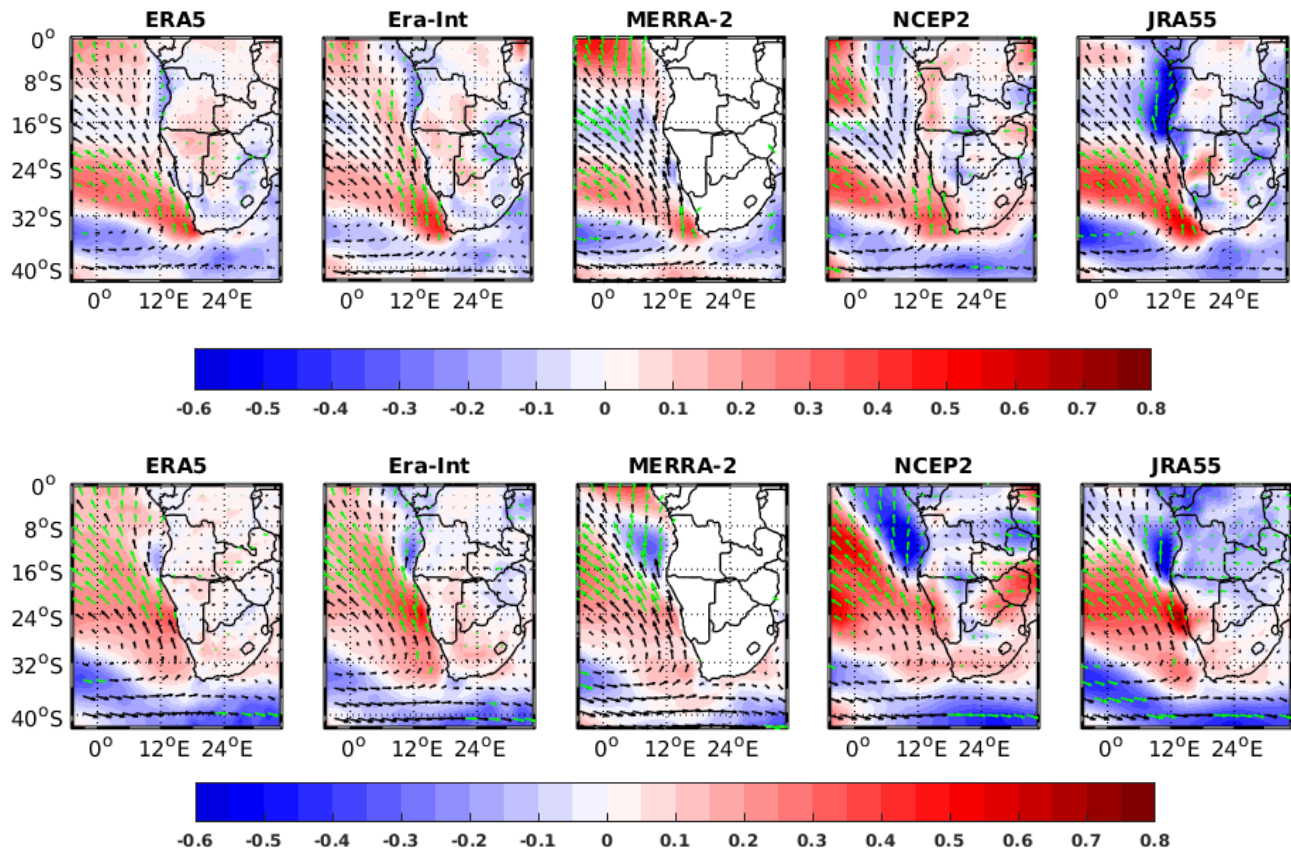 ERA5 Era-Int MERRA-2 NCEP2 JRA55
0°
8°S
16°S
24°S
32°S
40°S
0° 12°E 24°E 0° 12°E 24°E 0° 12°E 24°E 0° 12°E 24°E 0° 12°E 24°E
-0.6 -0.5 -0.4 -0.3 -0.2 -0.1 0 0.1 0.2 0.3 0.4 0.5 0.6 0.7 0.8
ERA5 Era-Int MERRA-2 NCEP2 JRA55
0°
8°S
16°S
24°S
32°S
40°S
0° 12°E 24°E 0° 12°E 24°E 0° 12°E 24°E 0° 12°E 24°E 0° 12°E 24°E
-0.6 -0.5 -0.4 -0.3 -0.2 -0.1 0 0.1 0.2 0.3 0.4 0.5 0.6 0.7 0.8